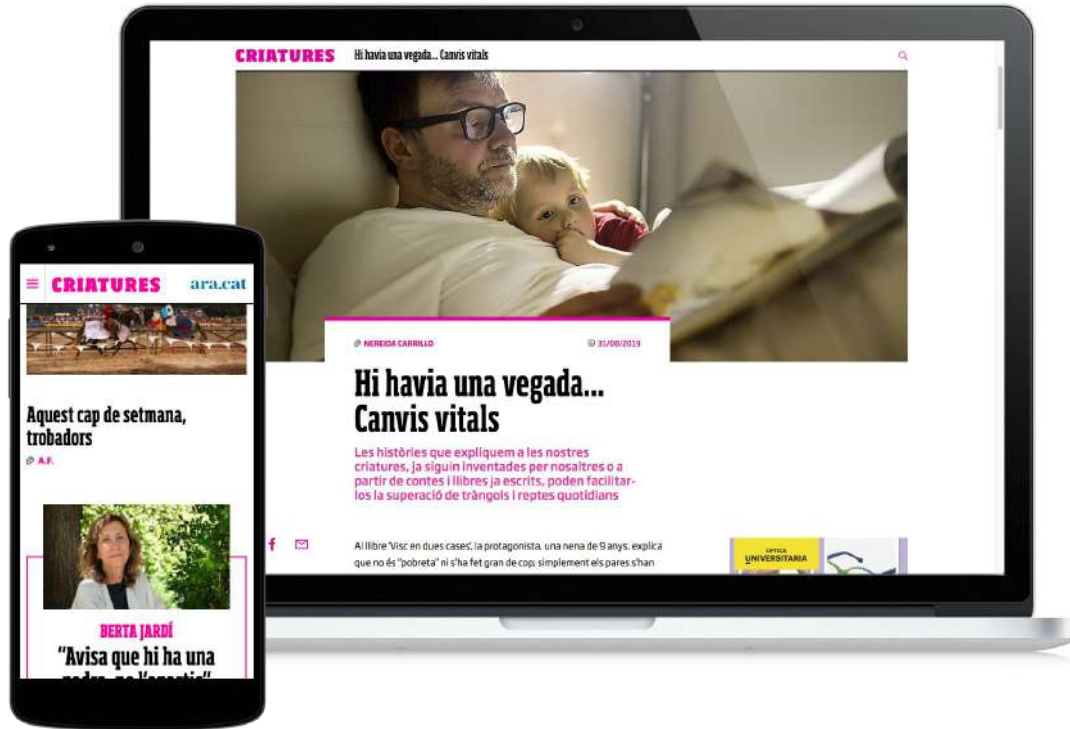 CRIATURES Hi havia una vegada... Canvis vitals
NEREIDA CARRILLO 31/08/2019
Hi havia una vegada...
Canvis vitals
Les històries que expliquem a les nostres
criatures, ja siguin inventades per nosaltres o a
partir de contes i llibres ja escrits, poden facilitar-
los la superació de tràngols i reptes quotidians
Al llibre 'Visc en dues cases', la protagonista, una nena de 9 anys, explica
que no és "pobreta" ni s'ha fet gran de cop; simplement els pares s'han
OPTICA
UNIVERSITARIA
CRIATURES ara.cat
Aquest cap de setmana,
trobadors
A.F.
BERTA JARDÍ
"Avisa que hi ha una